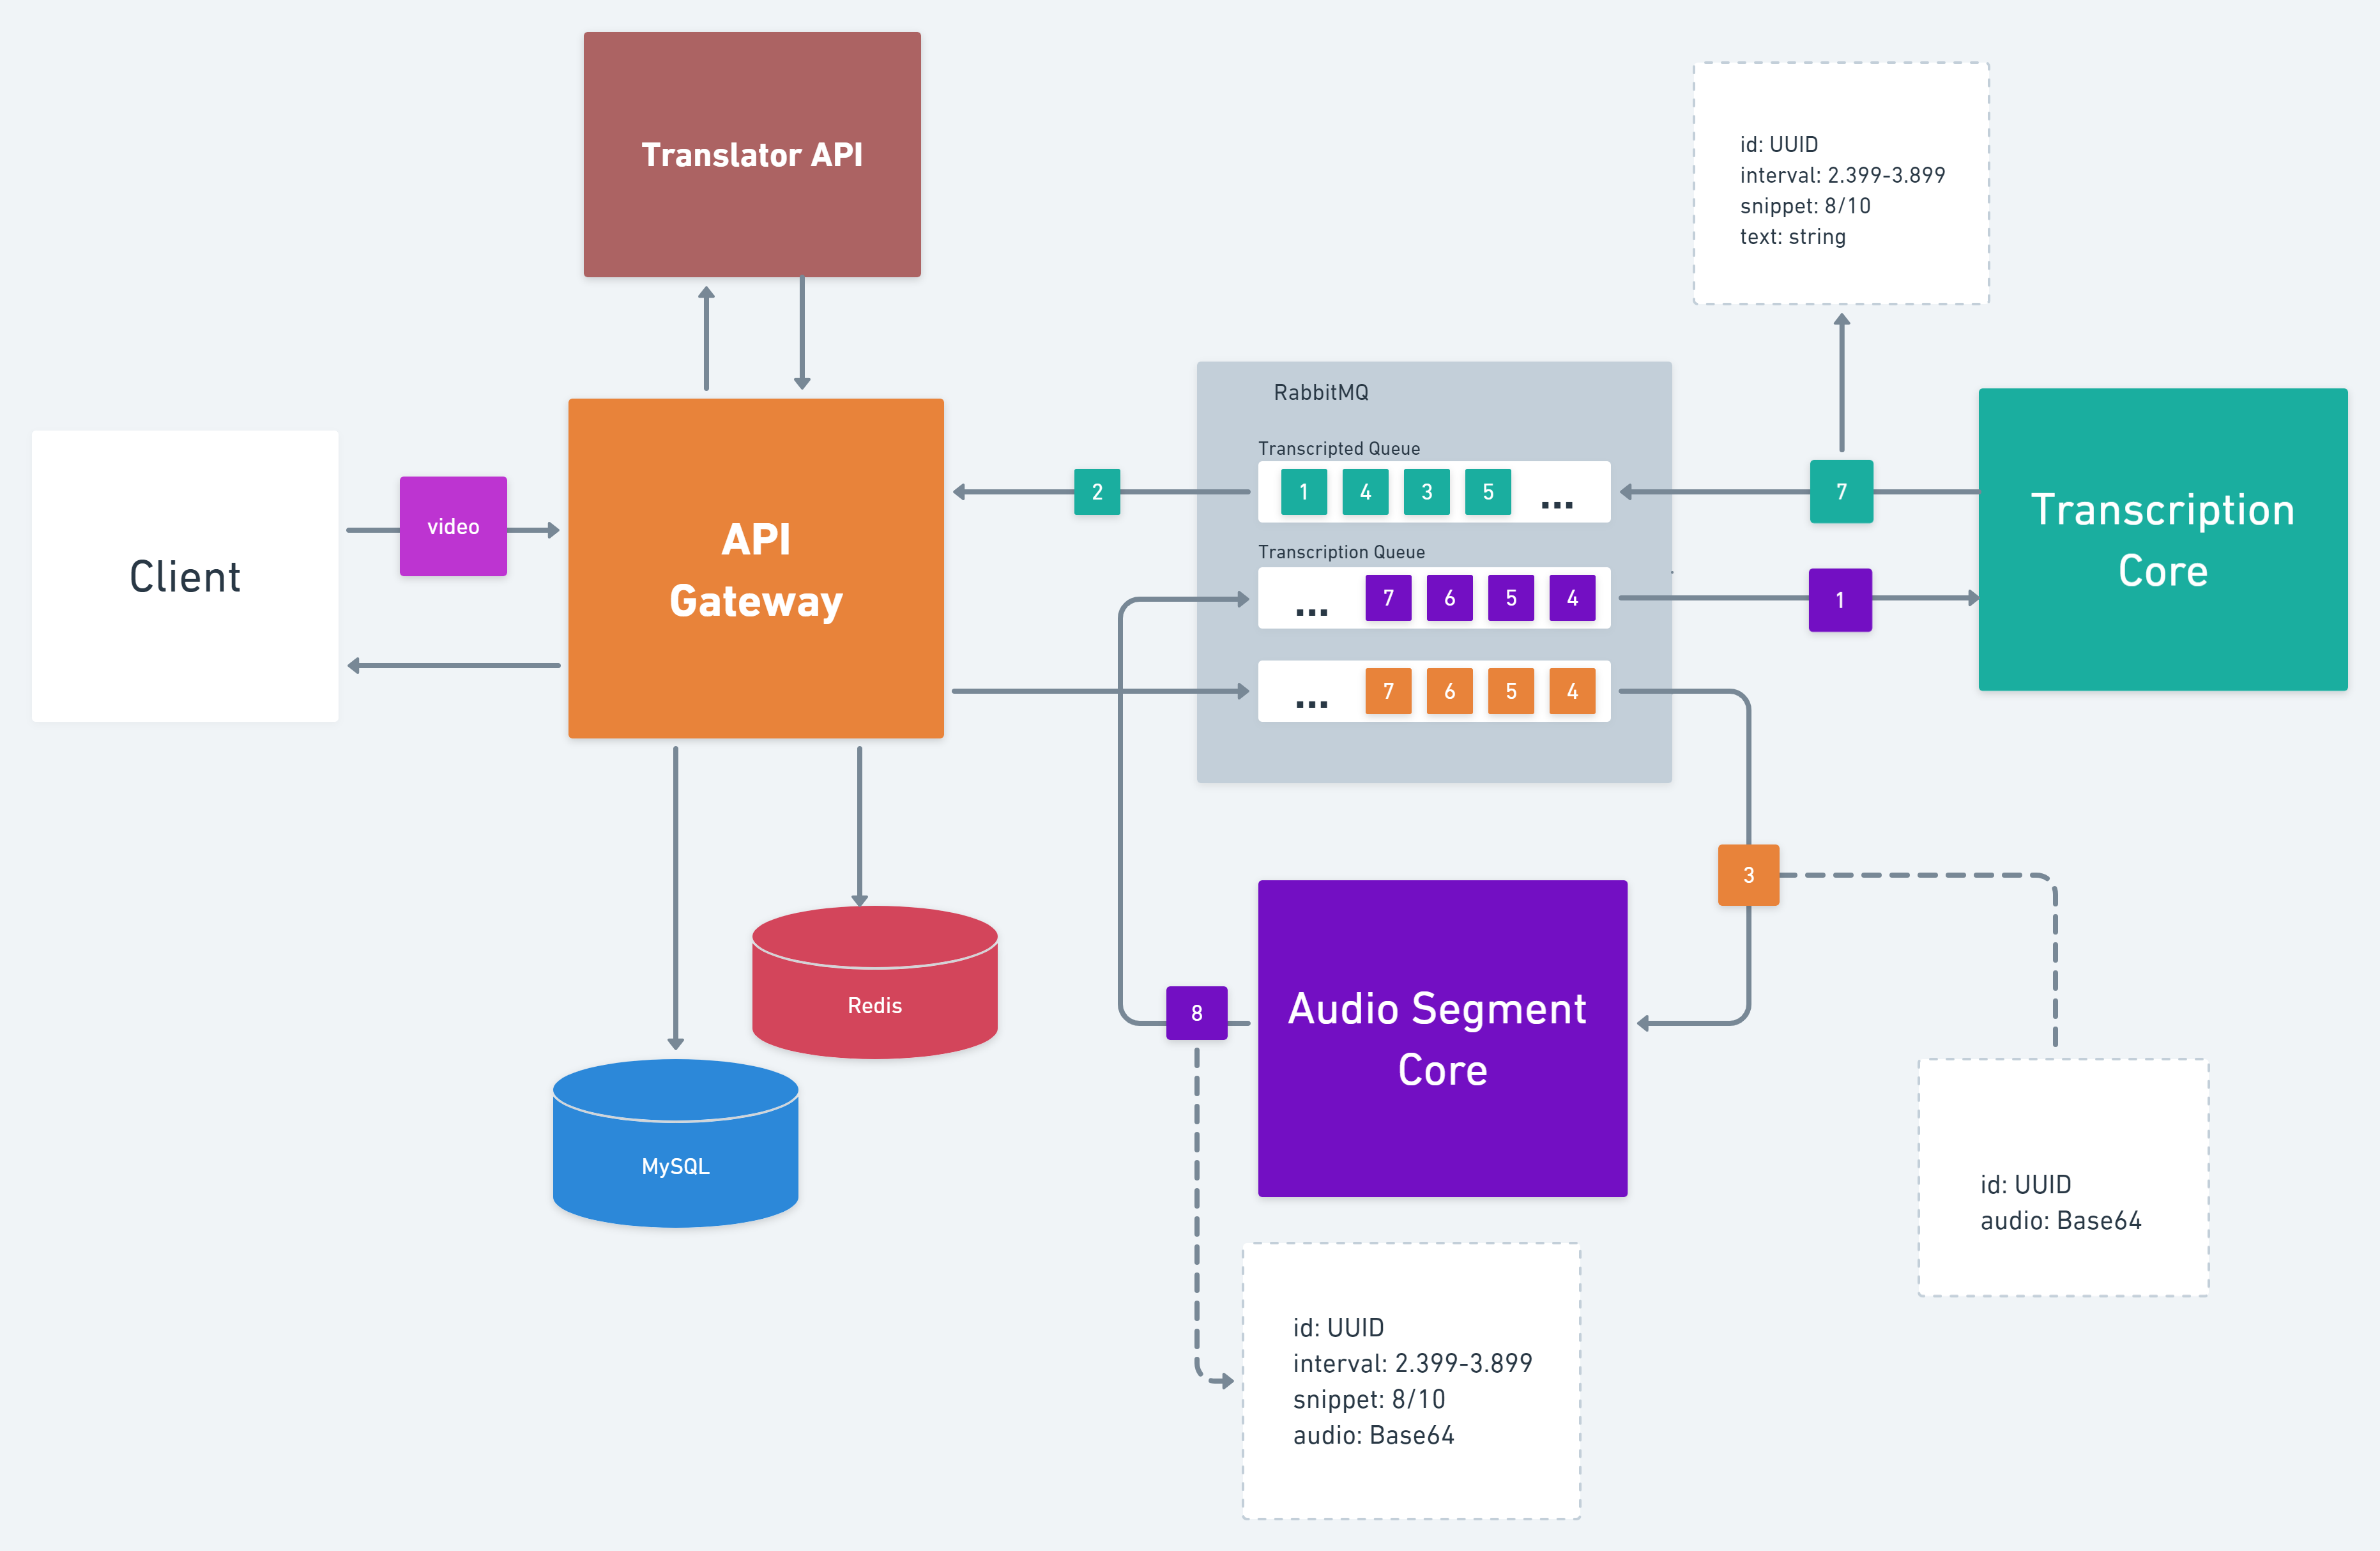 Translator API
id: UUID
interval: 2.399-3.899
snippet: 8/10
text: string
RabbitMQ
Transcripted Queue
1 4 3 5 ...
2
7
Transcription
Core
video
Client
API
Gateway
Transcription Queue
... 7 6 5 4
1
... 7 6 5 4
3
Redis
MySQL
8
Audio Segment
Core
id: UUID
audio: Base64
id: UUID
interval: 2.399-3.899
snippet: 8/10
audio: Base64